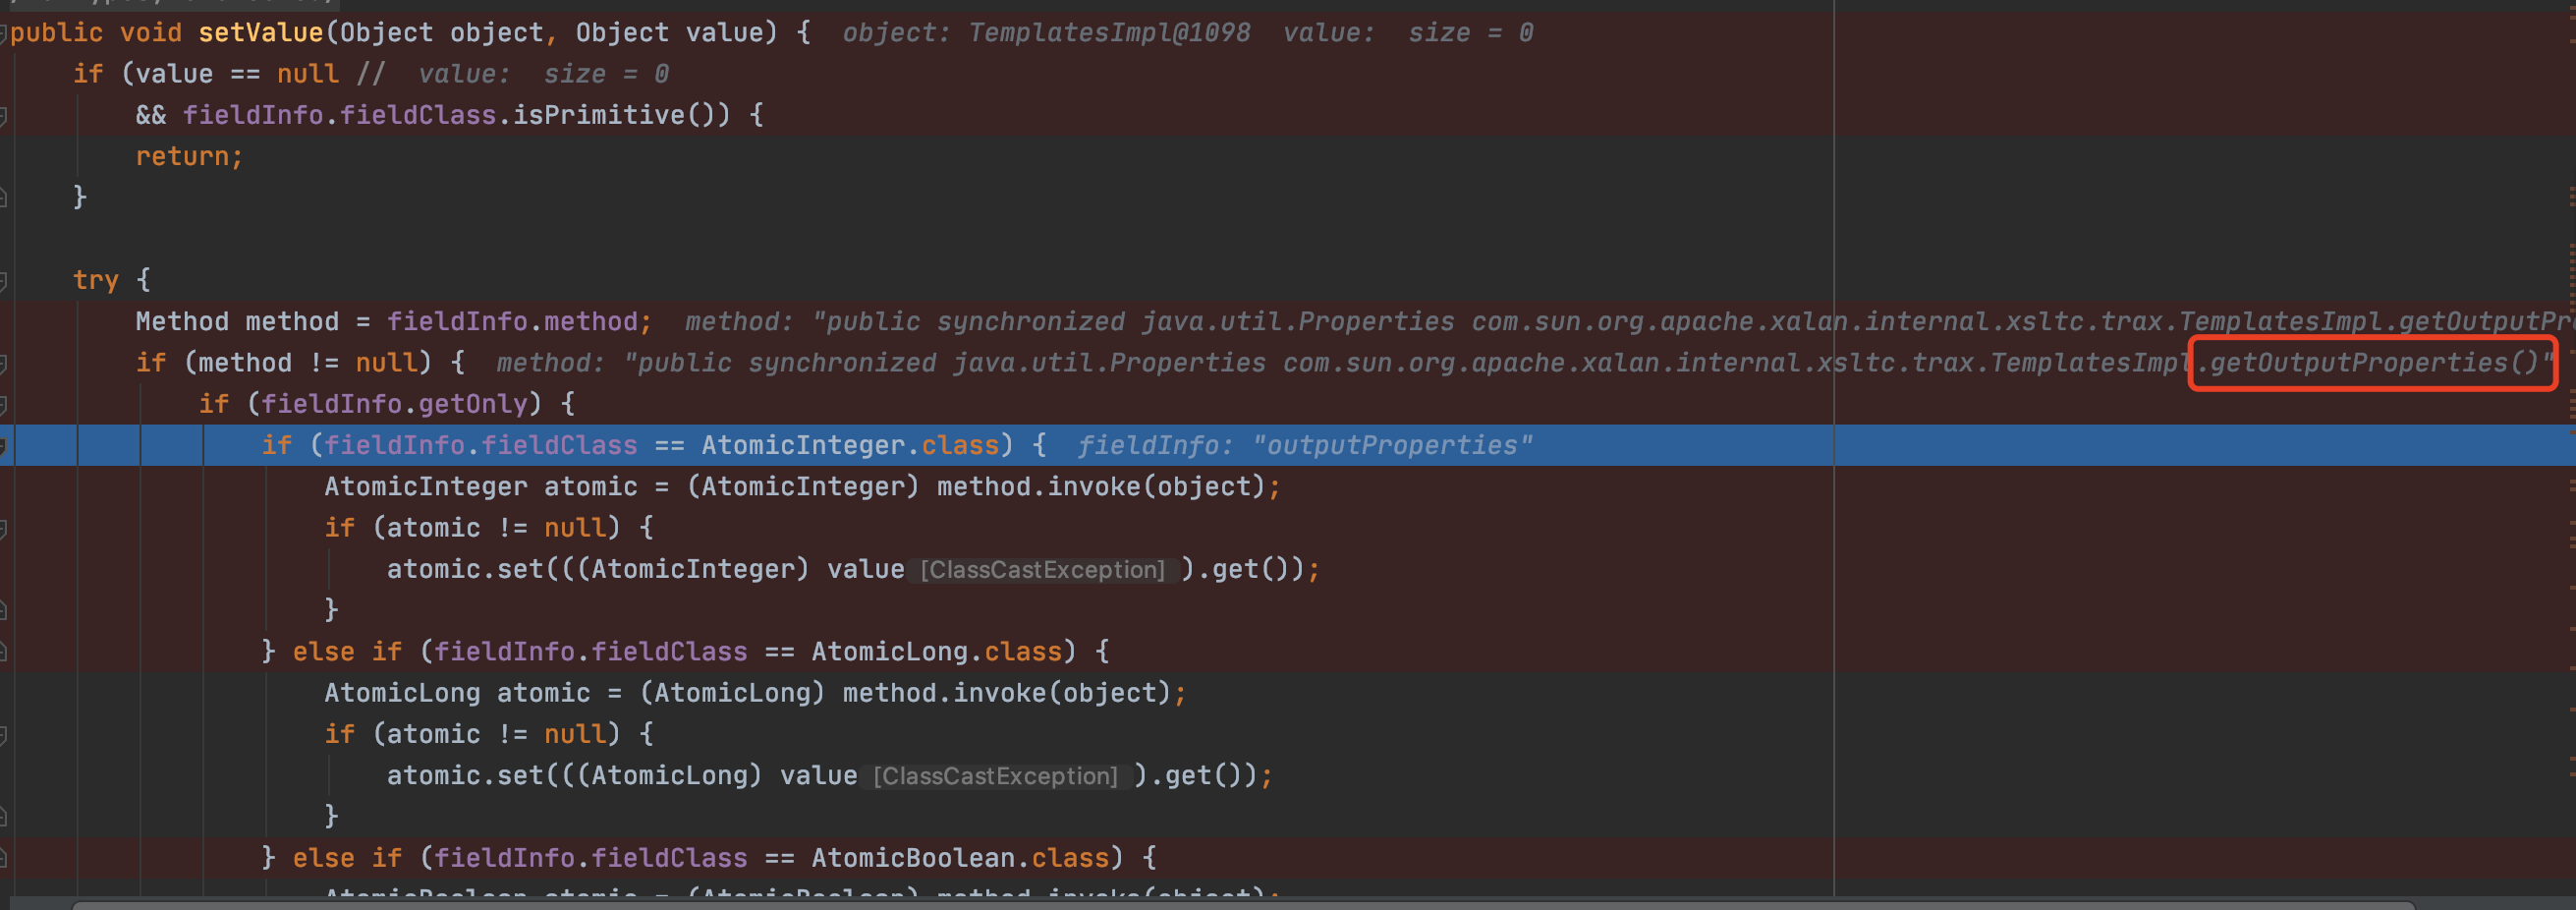 public void setValue(Object object, Object value) {  object: TemplatesImpl@1098  value:  size = 0
    if (value == null //  value:  size = 0
        && fieldInfo.fieldClass.isPrimitive()) {
        return;
    }

    try {
        Method method = fieldInfo.method;  method: "public synchronized java.util.Properties com.sun.org.apache.xalan.internal.xsltc.trax.TemplatesImpl.getOutputPr
        if (method != null) {  method: "public synchronized java.util.Properties com.sun.org.apache.xalan.internal.xsltc.trax.TemplatesImpl.getOutputProperties()"
            if (fieldInfo.getOnly) {
                if (fieldInfo.fieldClass == AtomicInteger.class) {  fieldInfo: "outputProperties"
                    AtomicInteger atomic = (AtomicInteger) method.invoke(object);
                    if (atomic != null) {
                        atomic.set(((AtomicInteger) value [ClassCastException] ).get());
                    }
                } else if (fieldInfo.fieldClass == AtomicLong.class) {
                    AtomicLong atomic = (AtomicLong) method.invoke(object);
                    if (atomic != null) {
                        atomic.set(((AtomicLong) value [ClassCastException] ).get());
                    }
                } else if (fieldInfo.fieldClass == AtomicBoolean.class) {
                    AtomicBoolean atomic = (AtomicBoolean) method.invoke(object);